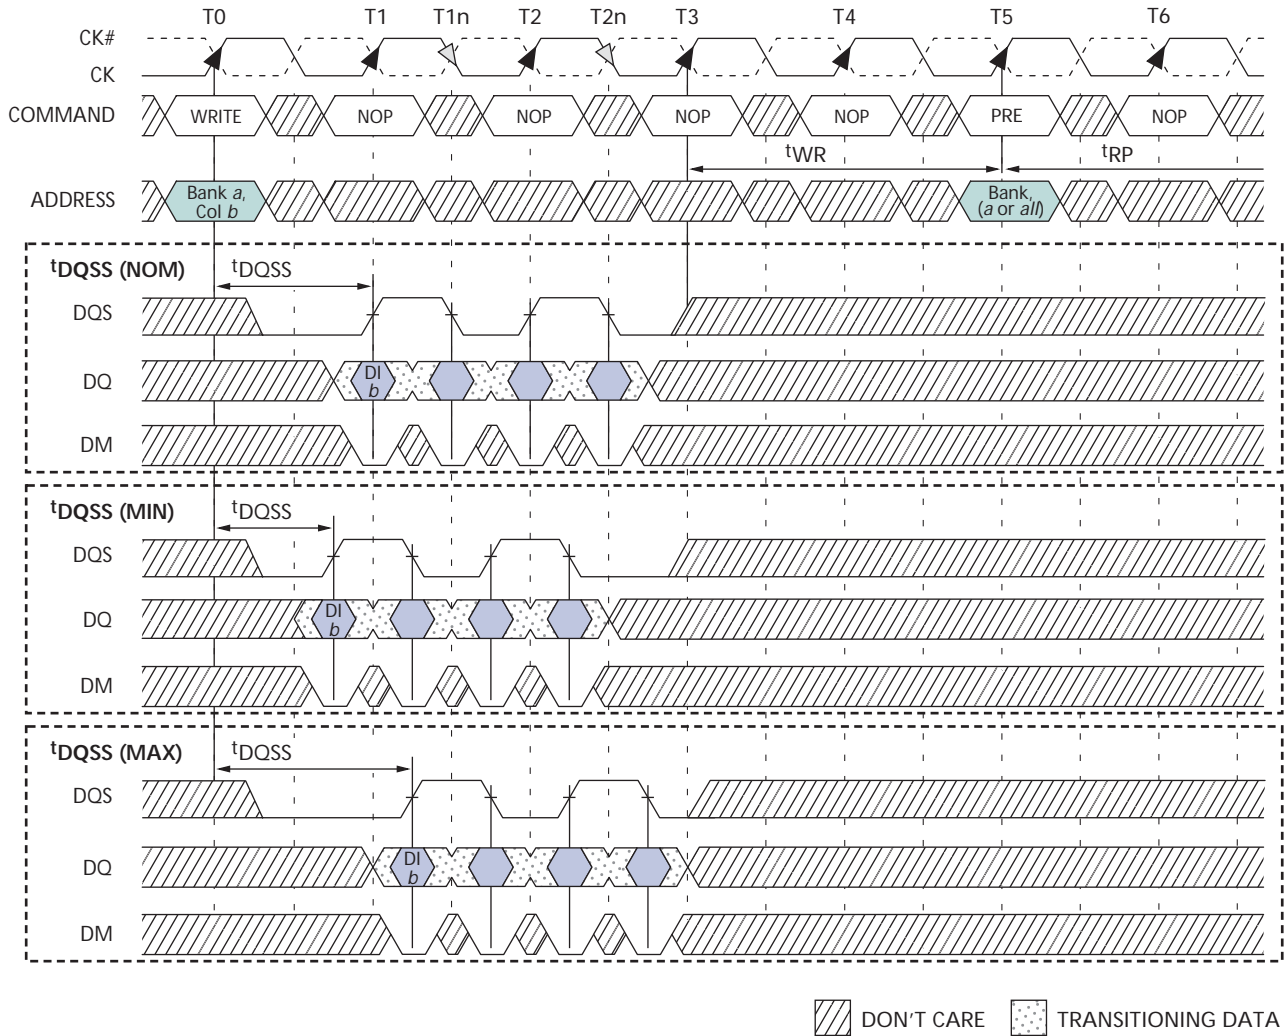 T0 T1 T1n T2 T2n T3 T4 T5 T6
CK#
CK
COMMAND WRITE NOP NOP NOP NOP PRE NOP
tWR tRP
ADDRESS Bank a, Col b Bank, (a or all)
tDQSS (NOM) tDQSS
DQS
DQ DI b
DM
tDQSS (MIN) tDQSS
DQS
DQ DI b
DM
tDQSS (MAX) tDQSS
DQS
DQ DI b
DM
DON'T CARE TRANSITIONING DATA